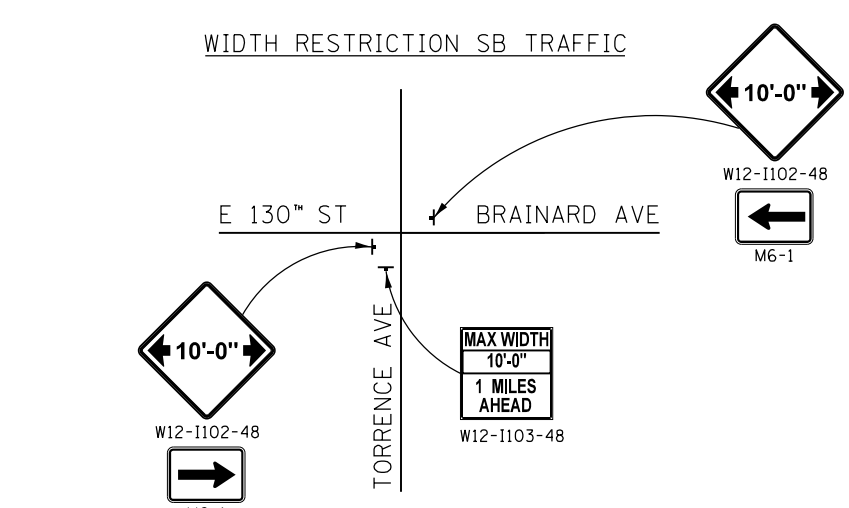 WIDTH RESTRICTION SB TRAFFIC
10'-0"
W12-I102-48
M6-1
E 130TH ST
BRAINARD AVE
TORRENCE AVE
10'-0"
W12-I102-48
MAX WIDTH
10'-0"
1 MILES
AHEAD
W12-I103-48